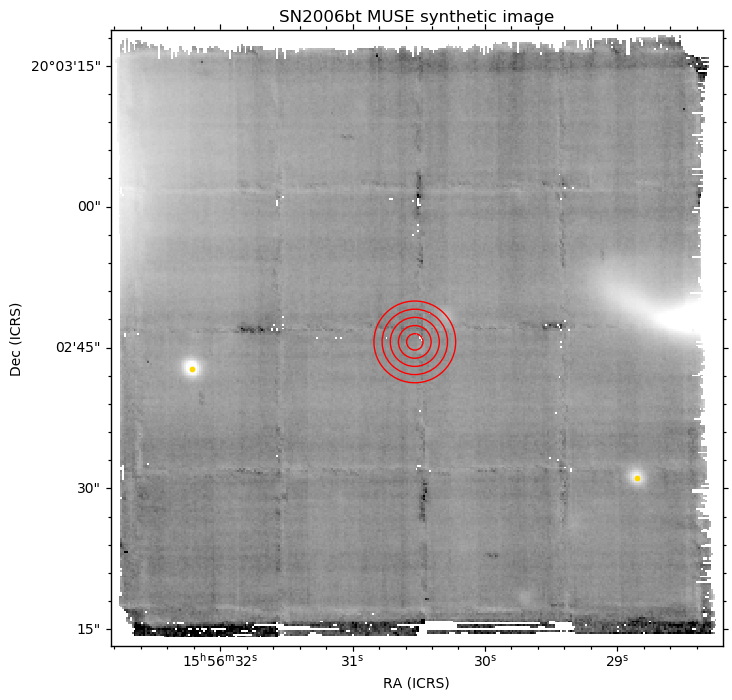 SN2006bt MUSE synthetic image
20°03'15"
00"
02'45"
30"
15"
Dec (ICRS)
15ʰ56ᵐ32ˢ
31ˢ
30ˢ
29ˢ
RA (ICRS)